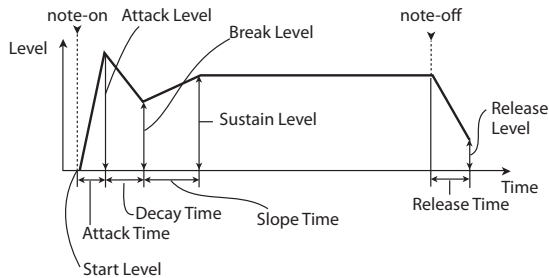 note-on
note-off
Attack Level
Break Level
Level
Sustain Level
Release
Level
Time
Decay Time
Slope Time
Release Time
Attack Time
Start Level